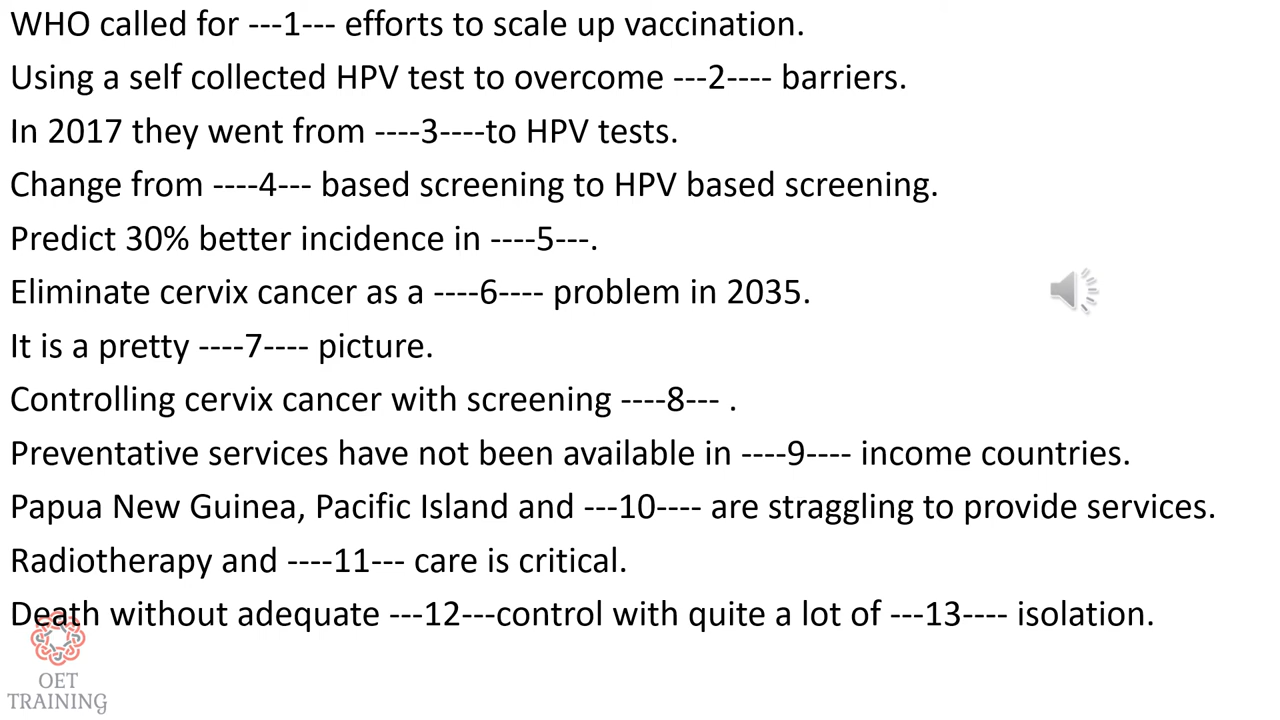 WHO called for ---1--- efforts to scale up vaccination.
Using a self collected HPV test to overcome ---2---- barriers.
In 2017 they went from ----3----to HPV tests.
Change from ----4--- based screening to HPV based screening.
Predict 30% better incidence in ----5---.
Eliminate cervix cancer as a ----6---- problem in 2035.
It is a pretty ----7---- picture.
Controlling cervix cancer with screening ----8--- .
Preventative services have not been available in ----9---- income countries.
Papua New Guinea, Pacific Island and ---10---- are straggling to provide services.
Radiotherapy and ----11--- care is critical.
Death without adequate ---12---control with quite a lot of ---13---- isolation.
OET
TRAINING